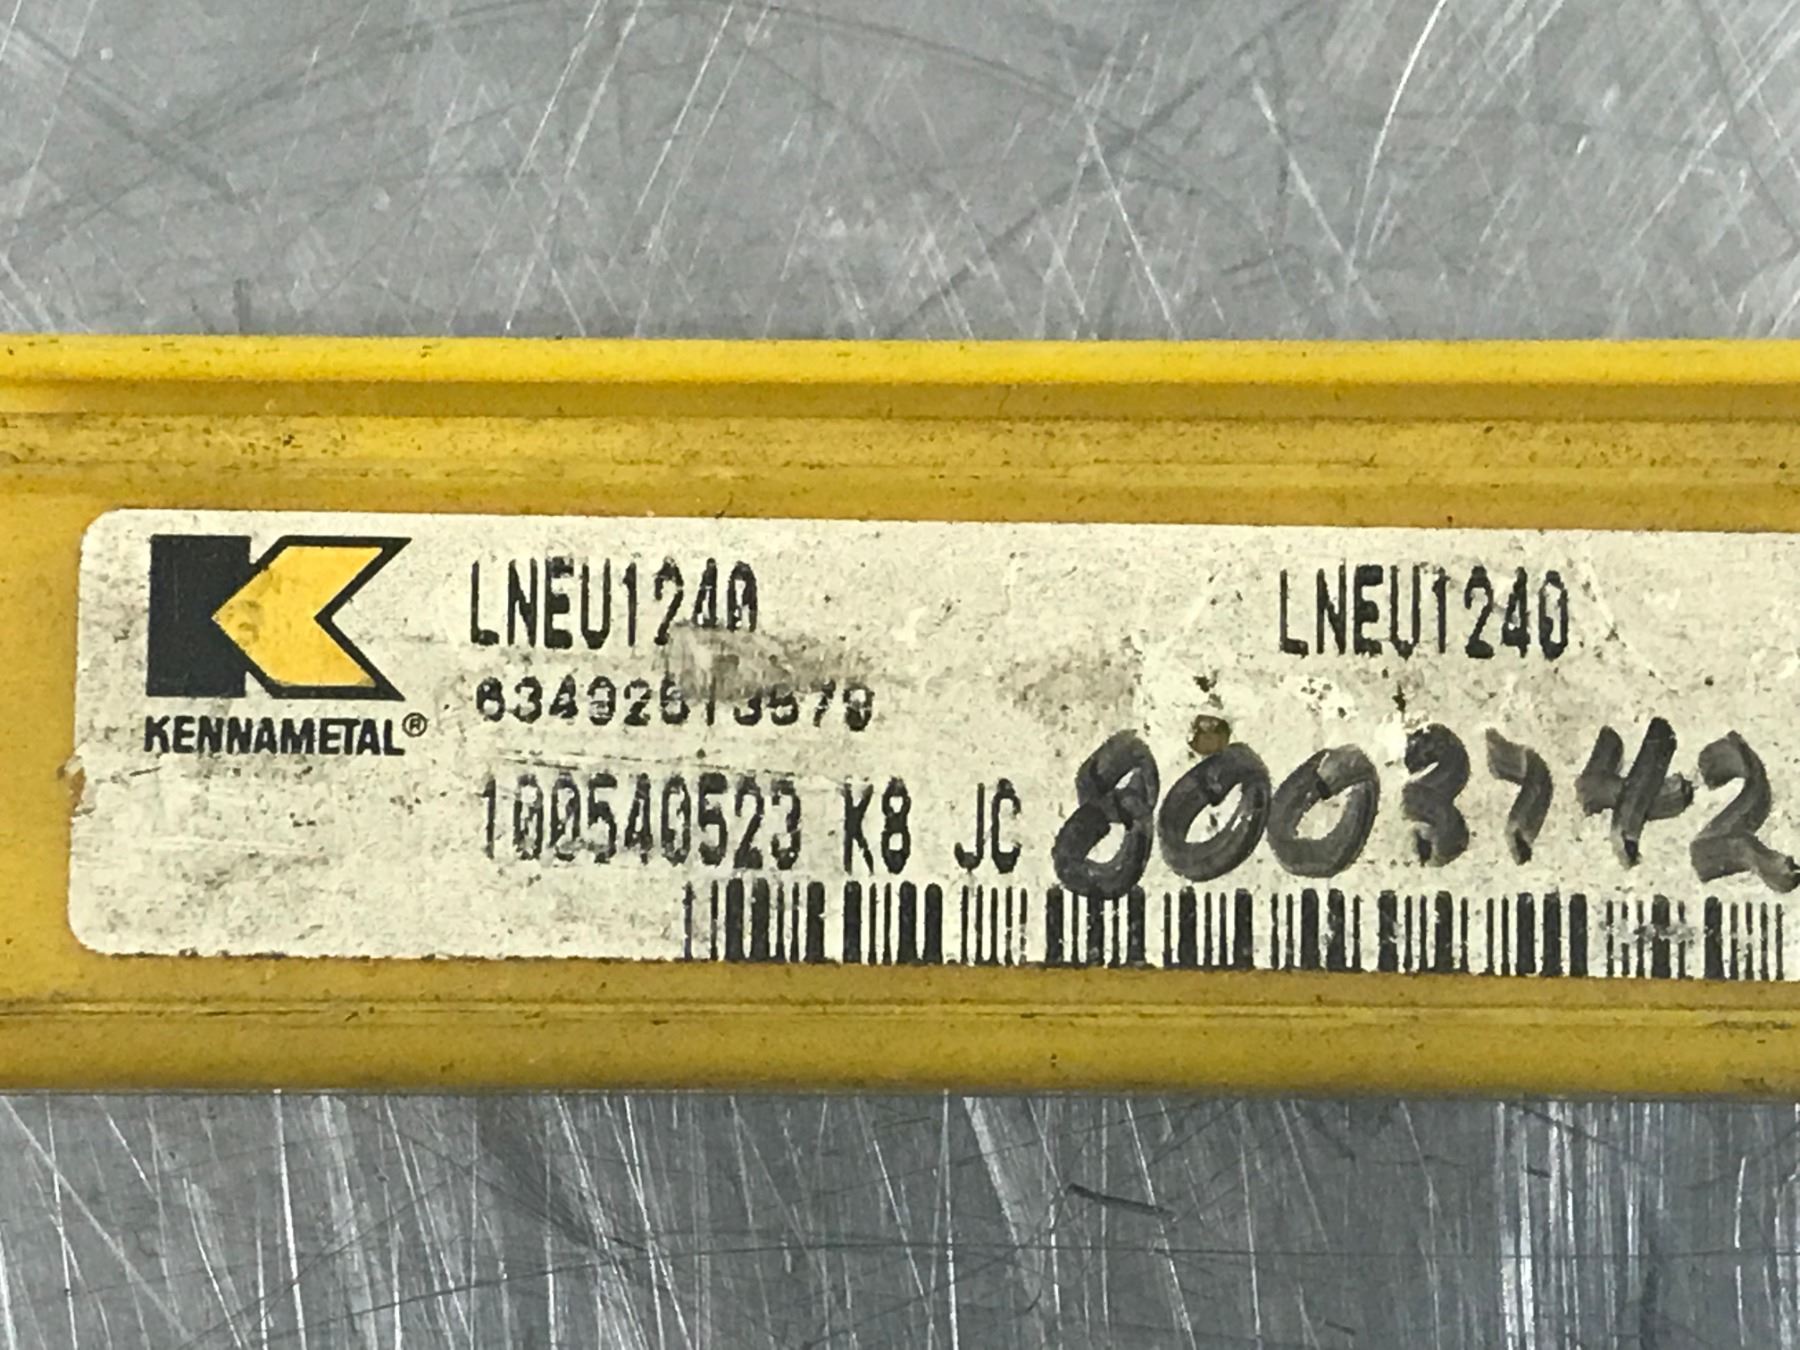 LNEU1240 LNEU1240
KENNAMETAL®
100540523 K8 JC 8003742